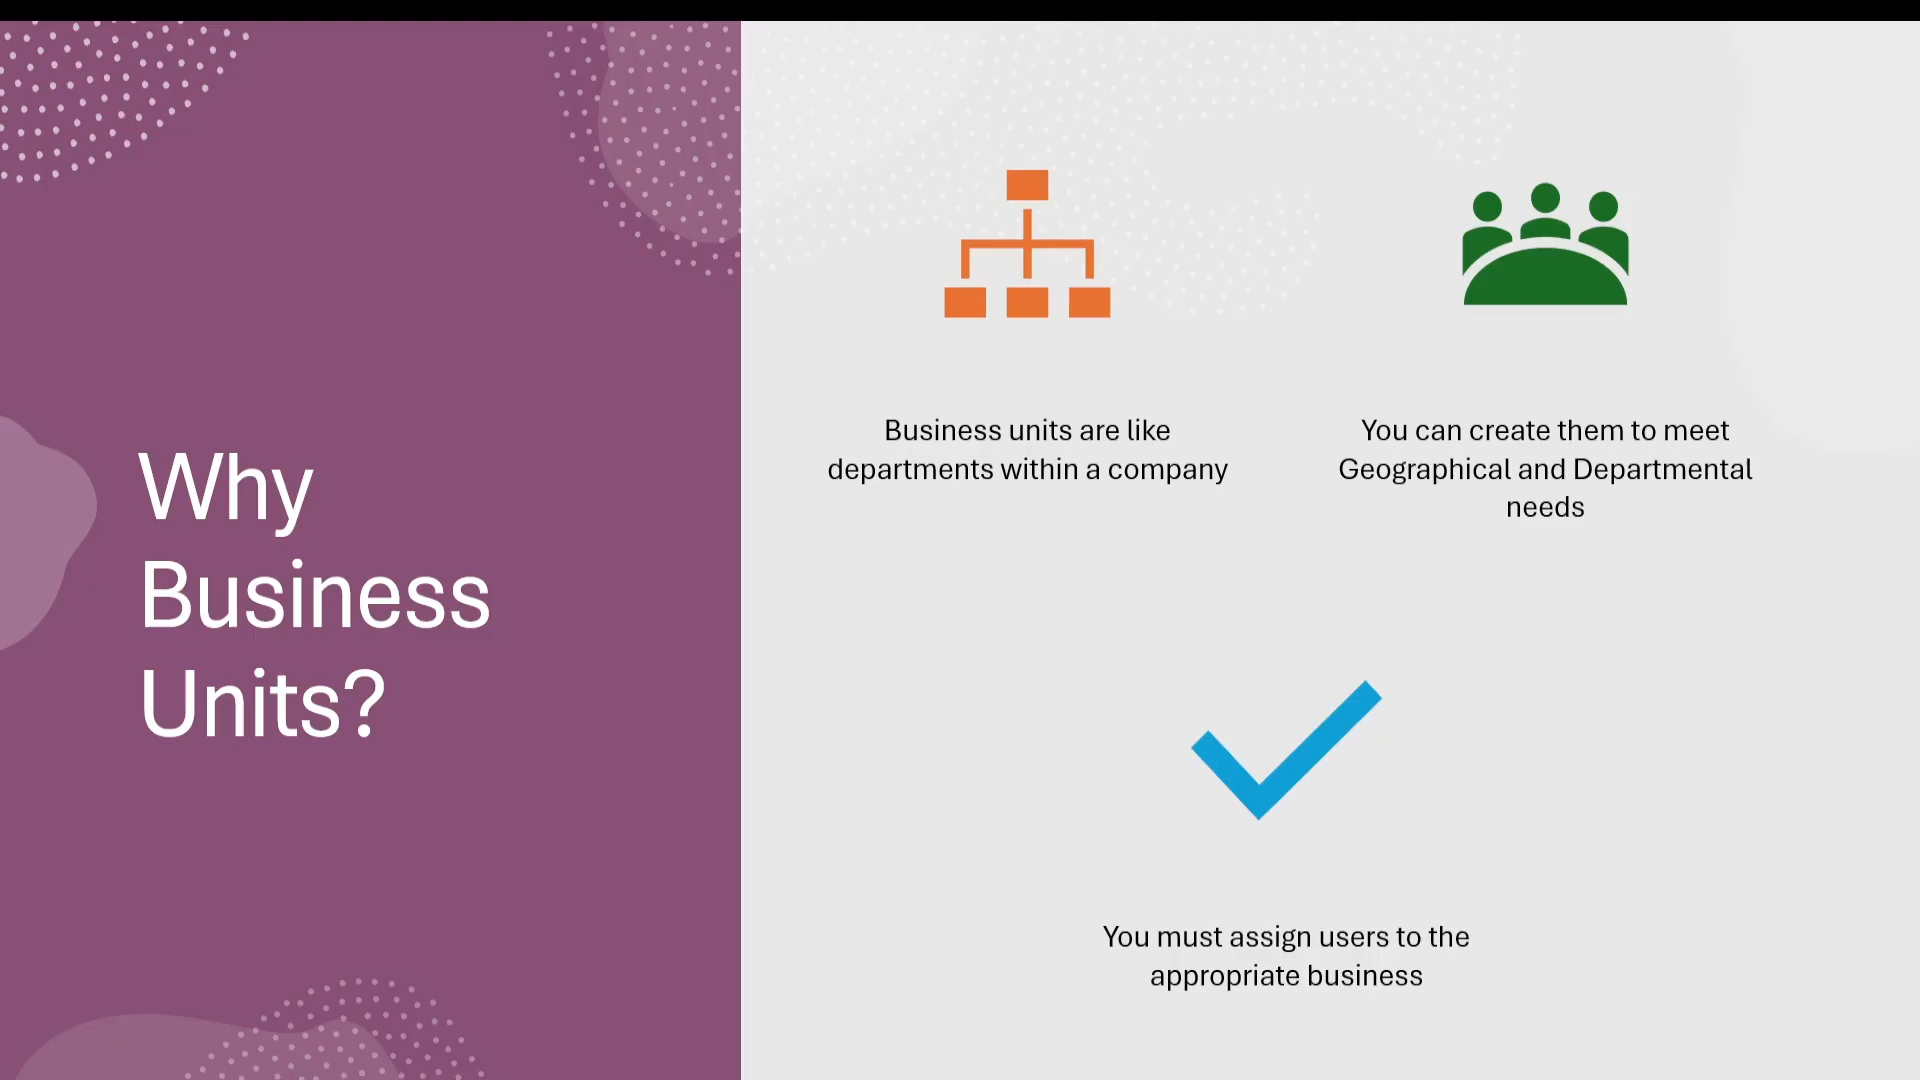 Why
Business
Units?
Business units are like
departments within a company
You can create them to meet
Geographical and Departmental
needs
You must assign users to the
appropriate business